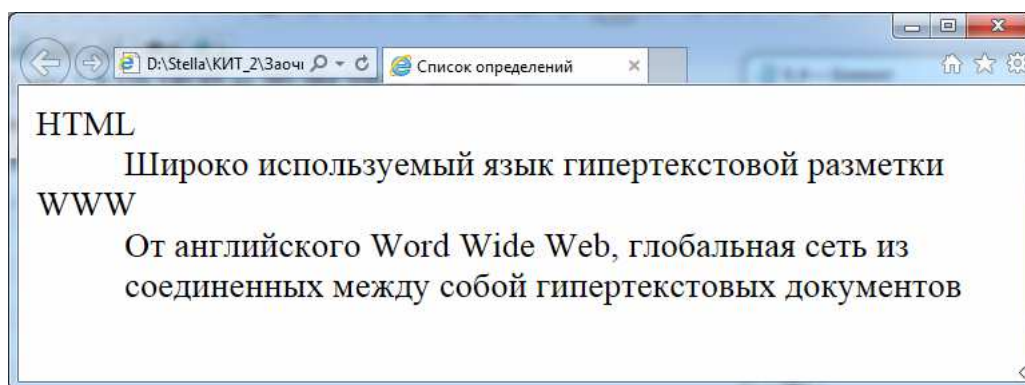 D:\Stella\КИТ_2\Заочн
Список определений
HTML
Широко используемый язык гипертекстовой разметки
WWW
От английского Word Wide Web, глобальная сеть из
соединенных между собой гипертекстовых документов